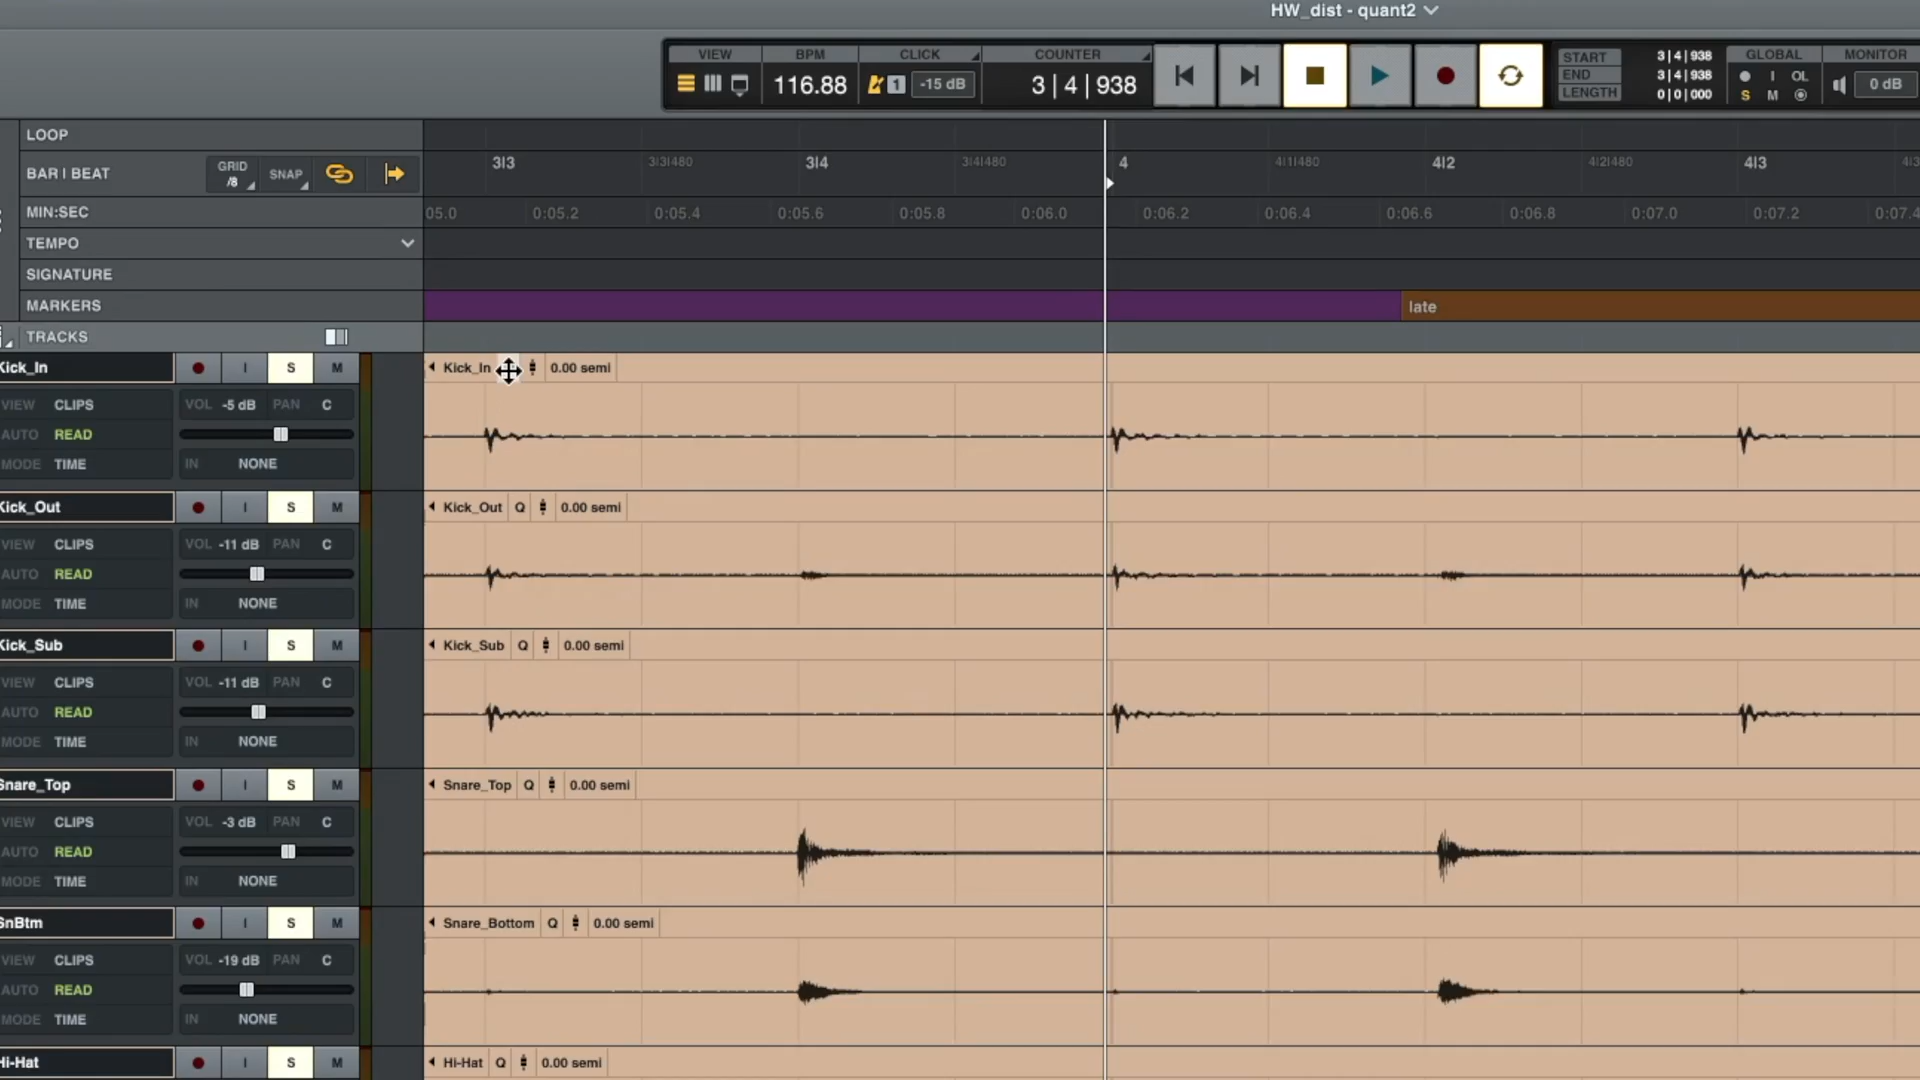 HW_dist - quant2
VIEW BPM CLICK COUNTER
116.88 1 -15 dB 3|4|938
START 3|4|938
END 3|4|938
LENGTH 0|0|000
GLOBAL MONITOR
I OL
S M
0 dB
LOOP
BAR | BEAT GRID /8 SNAP
3|3 3|3|480 3|4 3|4|480 4 4|1|480 4|2 4|2|480 4|3 4|3
MIN:SEC 05.0 0:05.2 0:05.4 0:05.6 0:05.8 0:06.0 0:06.2 0:06.4 0:06.6 0:06.8 0:07.0 0:07.2 0:07.4
TEMPO
SIGNATURE
MARKERS late
TRACKS
Kick_In I S M Kick_In 0.00 semi
VIEW CLIPS VOL -5 dB PAN C
AUTO READ
MODE TIME IN NONE
Kick_Out I S M Kick_Out Q 0.00 semi
VIEW CLIPS VOL -11 dB PAN C
AUTO READ
MODE TIME IN NONE
Kick_Sub I S M Kick_Sub Q 0.00 semi
VIEW CLIPS VOL -11 dB PAN C
AUTO READ
MODE TIME IN NONE
Snare_Top I S M Snare_Top Q 0.00 semi
VIEW CLIPS VOL -3 dB PAN C
AUTO READ
MODE TIME IN NONE
SnBtm I S M Snare_Bottom Q 0.00 semi
VIEW CLIPS VOL -19 dB PAN C
AUTO READ
MODE TIME IN NONE
Hi-Hat I S M Hi-Hat Q 0.00 semi